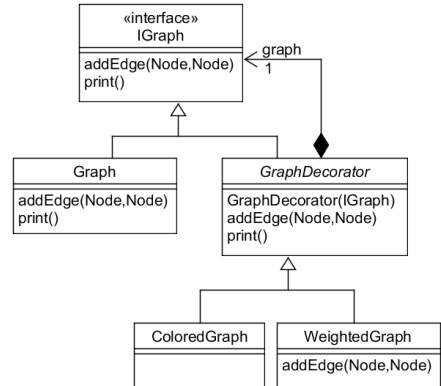 «interface»
IGraph
addEdge(Node,Node)
print()
graph
1
Graph
addEdge(Node,Node)
print()
GraphDecorator
GraphDecorator(IGraph)
addEdge(Node,Node)
print()
ColoredGraph
WeightedGraph
addEdge(Node,Node)